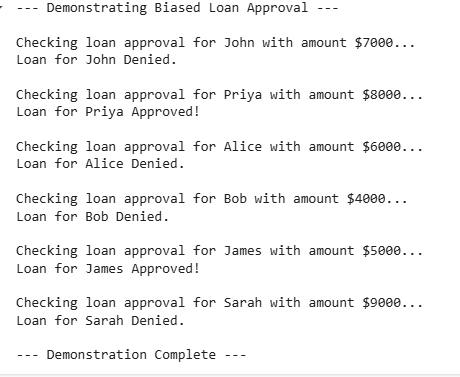 --- Demonstrating Biased Loan Approval ---
Checking loan approval for John with amount $7000...
Loan for John Denied.
Checking loan approval for Priya with amount $8000...
Loan for Priya Approved!
Checking loan approval for Alice with amount $6000...
Loan for Alice Denied.
Checking loan approval for Bob with amount $4000...
Loan for Bob Denied.
Checking loan approval for James with amount $5000...
Loan for James Approved!
Checking loan approval for Sarah with amount $9000...
Loan for Sarah Denied.
--- Demonstration Complete ---